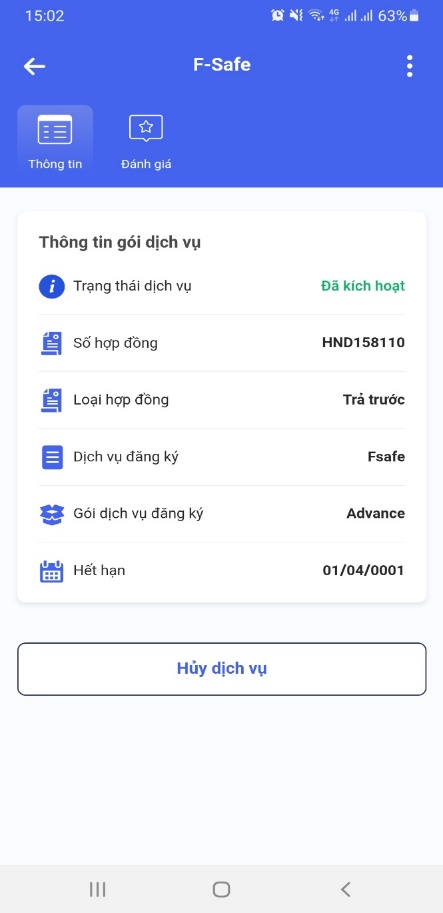 15:02
4G
63%
F-Safe
Thông tin
Đánh giá
Thông tin gói dịch vụ
Trạng thái dịch vụ
Đã kích hoạt
Số hợp đồng
HND158110
Loại hợp đồng
Trả trước
Dịch vụ đăng ký
Fsafe
Gói dịch vụ đăng ký
Advance
Hết hạn
01/04/0001
Hủy dịch vụ